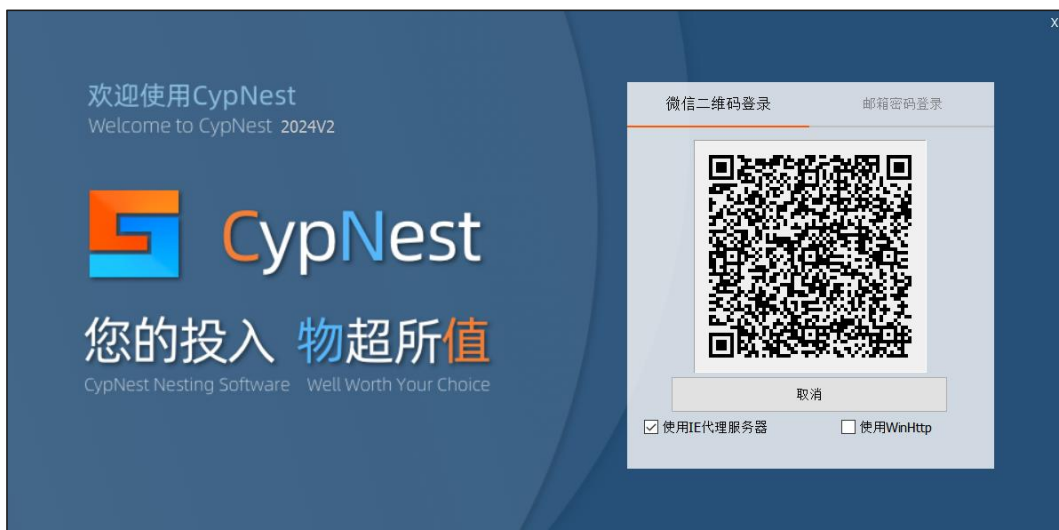 X
欢迎使用CypNest
Welcome to CypNest 2024V2
CypNest
您的投入 物超所值
CypNest Nesting Software Well Worth Your Choice
微信二维码登录 邮箱密码登录
取消
使用IE代理服务器 使用WinHttp